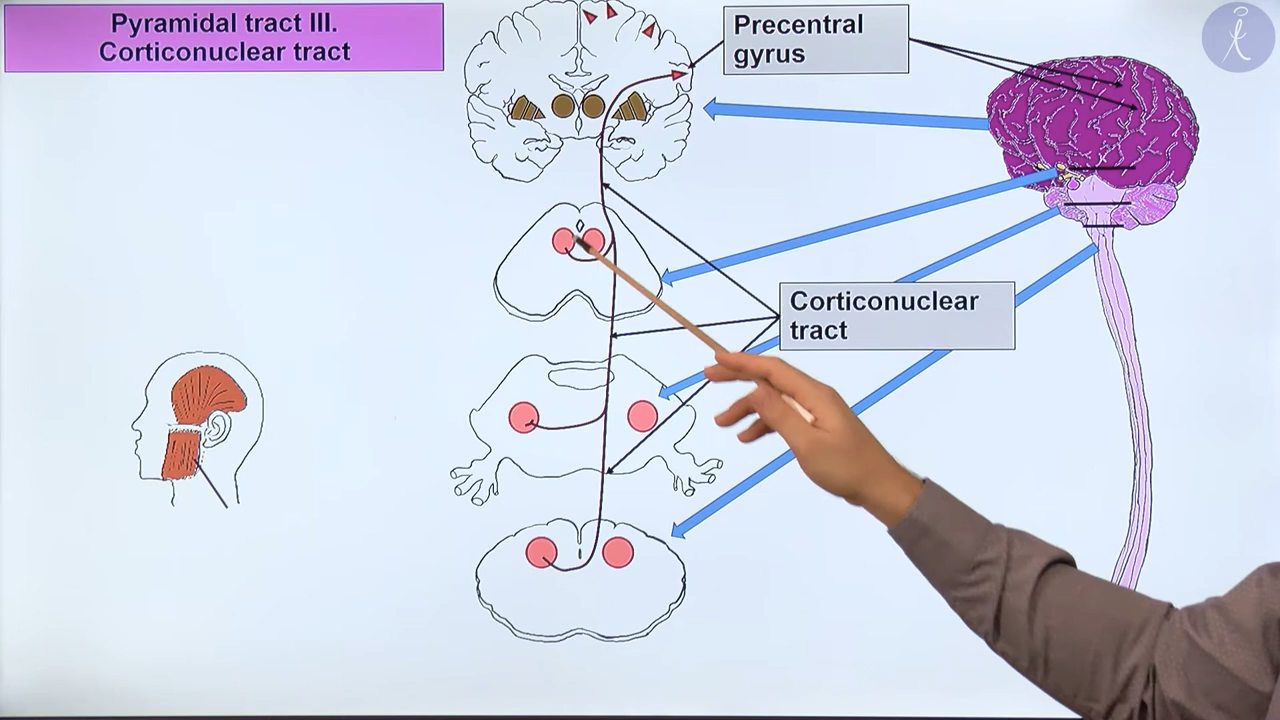 Pyramidal tract III.
Corticonuclear tract
Precentral
gyrus
Corticonuclear
tract